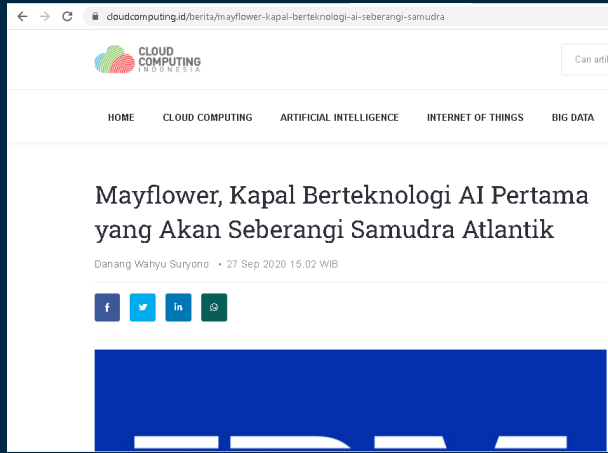 cloudcomputing.id/berita/mayflower-kapal-berteknologi-ai-seberangi-samudra
CLOUD
COMPUTING
INDONESIA
Cari artik
HOME CLOUD COMPUTING ARTIFICIAL INTELLIGENCE INTERNET OF THINGS BIG DATA
Mayflower, Kapal Berteknologi AI Pertama
yang Akan Seberangi Samudra Atlantik
Danang Wahyu Suryono • 27 Sep 2020 15.02 WIB